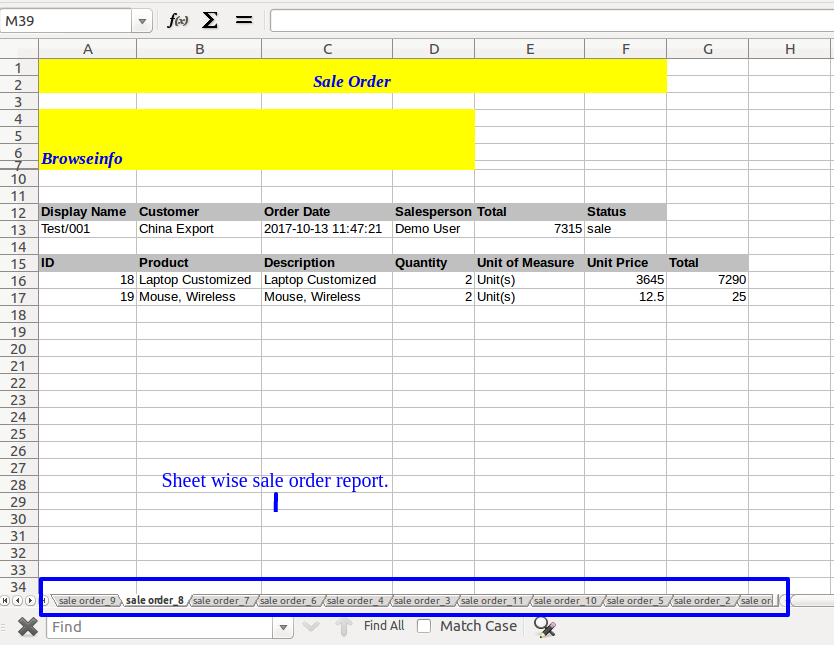 M39 f(x) Σ =
A B C D E F G H
1
2 Sale Order
3
4
5
6 Browseinfo
7
10
11
12 Display Name Customer Order Date Salesperson Total Status
13 Test/001 China Export 2017-10-13 11:47:21 Demo User 7315 sale
14
15 ID Product Description Quantity Unit of Measure Unit Price Total
16 18 Laptop Customized Laptop Customized 2 Unit(s) 3645 7290
17 19 Mouse, Wireless Mouse, Wireless 2 Unit(s) 12.5 25
18
19
20
21
22
23
24
25
26
27
28 Sheet wise sale order report.
29
30
31
32
33
34
sale order_9 sale order_8 sale order_7 sale order_6 sale order_4 sale order_3 sale order_11 sale order_10 sale order_5 sale order_2 sale or
Find Find All Match Case